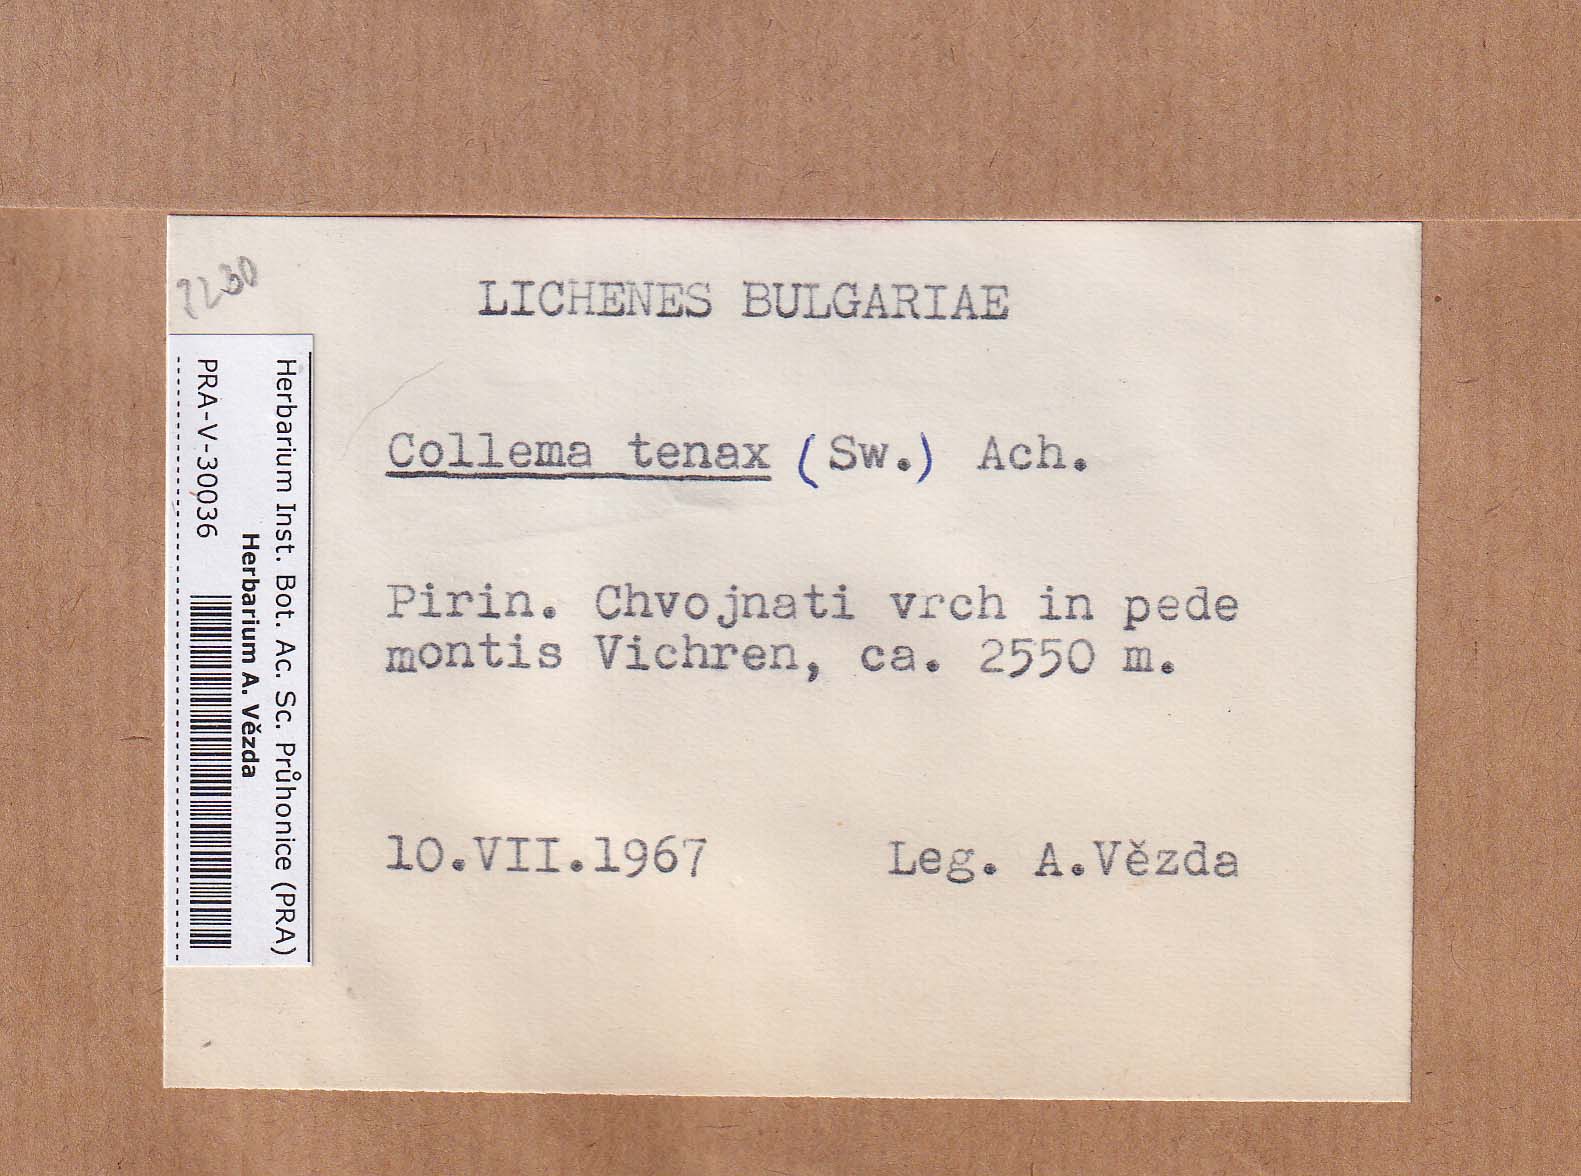 LICHENES BULGARIAE
Collema tenax (Sw.) Ach.
Pirin. Chvojnati vrch in pede
montis Vichren, ca. 2550 m.
10.VII.1967 Leg. A.Vězda
Herbarium Inst. Bot. Ac. Sc. Průhonice (PRA)
Herbarium A. Vězda
PRA-V-30036